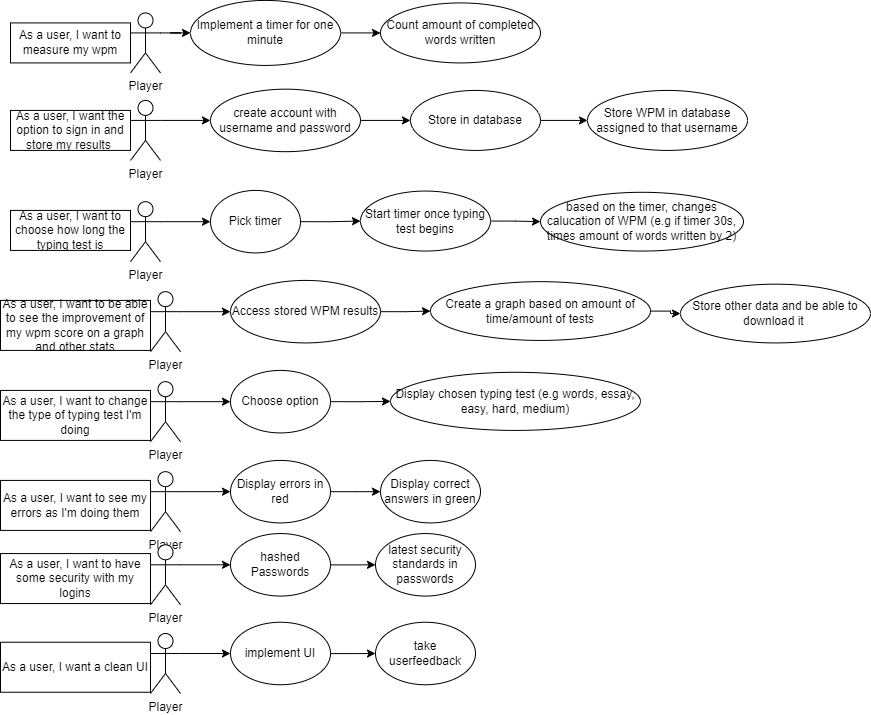 As a user, I want to
measure my wpm
Player
Implement a timer for one
minute
Count amount of completed
words written
As a user, I want the
option to sign in and
store my results
Player
create account with
username and password
Store in database
Store WPM in database
assigned to that username
As a user, I want to
choose how long the
typing test is
Player
Pick timer
Start timer once typing
test begins
based on the timer, changes
calucation of WPM (e.g if timer 30s,
times amount of words written by 2)
As a user, I want to be able
to see the improvement of
my wpm score on a graph
and other stats
Player
Access stored WPM results
Create a graph based on amount of
time/amount of tests
Store other data and be able to
download it
As a user, I want to change
the type of typing test I'm
doing
Player
Choose option
Display chosen typing test (e.g words, essay,
easy, hard, medium)
As a user, I want to see my
errors as I'm doing them
Player
Display errors in
red
Display correct
answers in green
As a user, I want to have
some security with my
logins
Player
hashed
Passwords
latest security
standards in
passwords
As a user, I want a clean UI
Player
implement UI
take
userfeedback